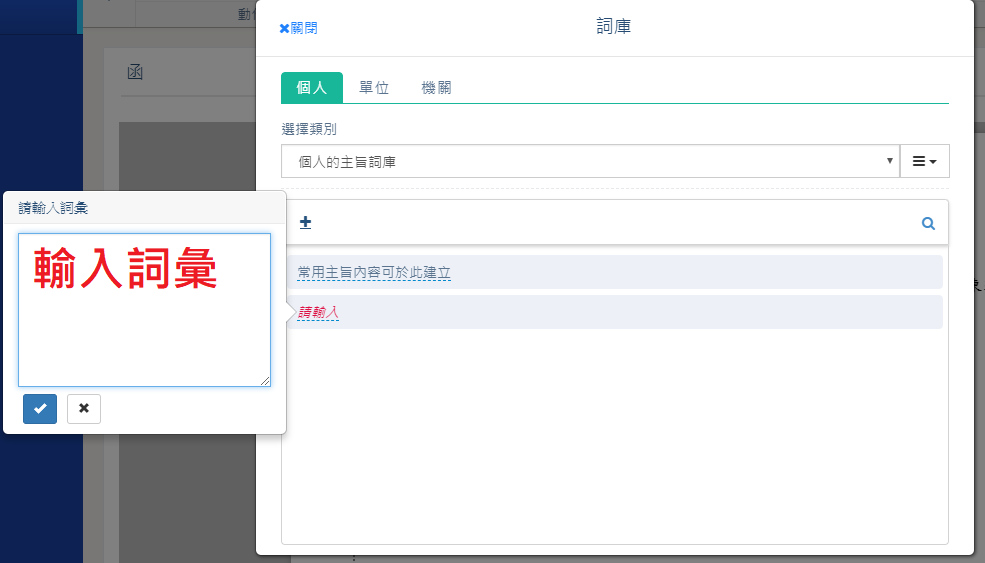 動
函
關閉
詞庫
個人
單位
機關
選擇類別
個人的主旨詞庫
請輸入詞彙
輸入詞彙
常用主旨內容可於此建立
請輸入